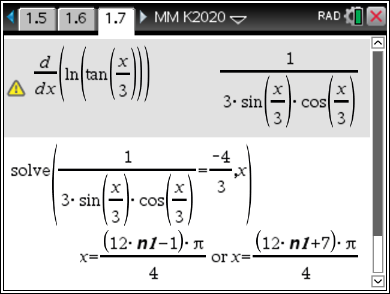 1.5 1.6 1.7 MM K2020 RAD
d/dx(ln(tan(x/3))) 1/(3·sin(x/3)·cos(x/3))
solve(1/(3·sin(x/3)·cos(x/3))=-4/3,x)
x=((12·n1-1)·π)/4 or x=((12·n1+7)·π)/4